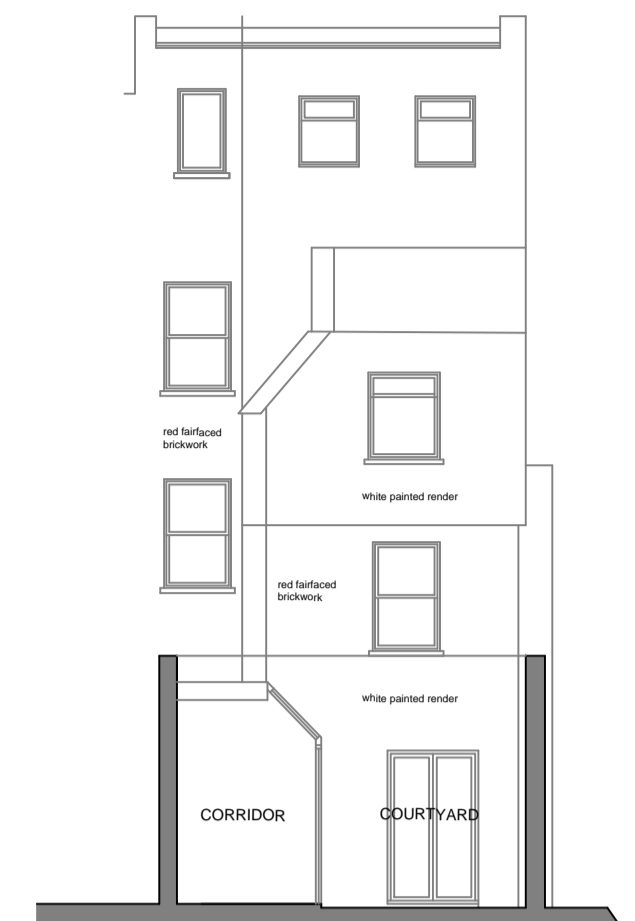 red fairfaced
brickwork
white painted render
red fairfaced
brickwork
white painted render
CORRIDOR
COURTYARD